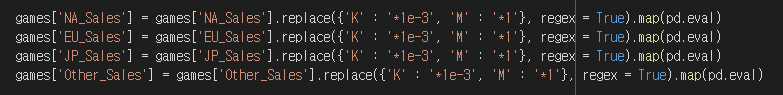 games['NA_Sales'] = games['NA_Sales'].replace({'K' : '*1e-3', 'M' : '*1'}, regex = True).map(pd.eval)
games['EU_Sales'] = games['EU_Sales'].replace({'K' : '*1e-3', 'M' : '*1'}, regex = True).map(pd.eval)
games['JP_Sales'] = games['JP_Sales'].replace({'K' : '*1e-3', 'M' : '*1'}, regex = True).map(pd.eval)
games['Other_Sales'] = games['Other_Sales'].replace({'K' : '*1e-3', 'M' : '*1'}, regex = True).map(pd.eval)